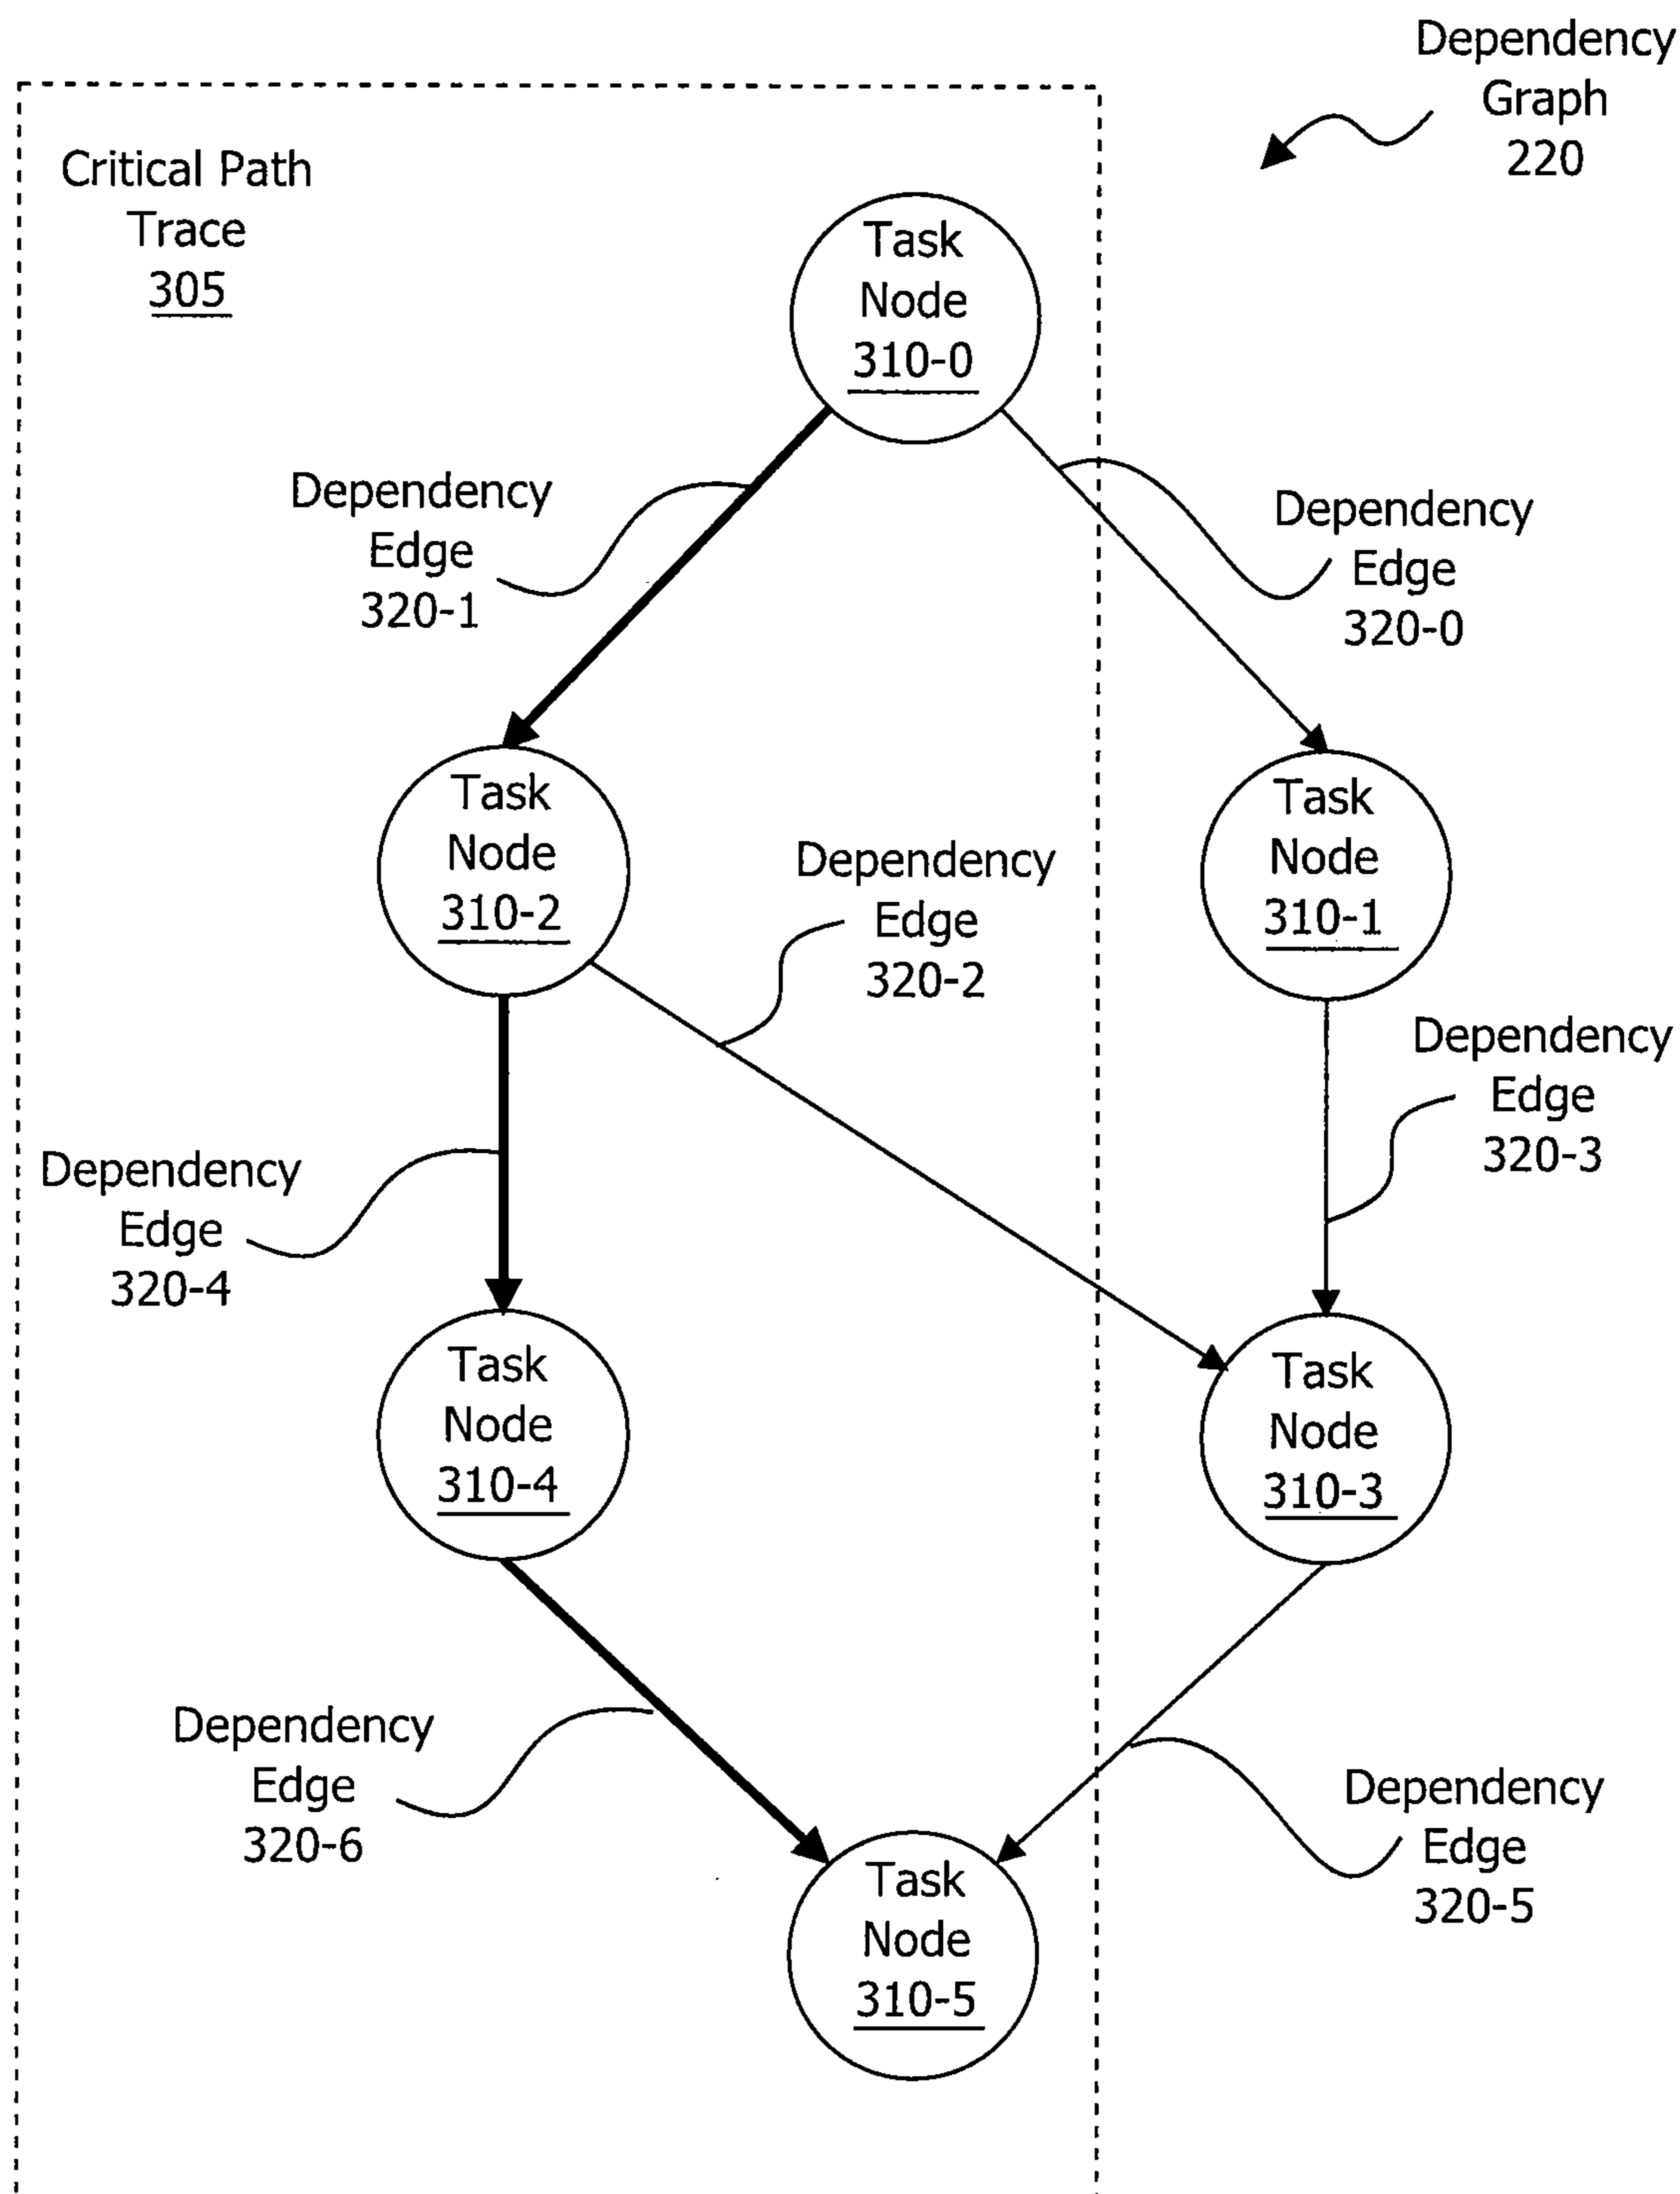 Dependency
Graph
220
Critical Path
Trace
305
Task
Node
310-0
Dependency
Edge
320-1
Dependency
Edge
320-0
Task
Node
310-2
Task
Node
310-1
Dependency
Edge
320-2
Dependency
Edge
320-3
Dependency
Edge
320-4
Task
Node
310-4
Task
Node
310-3
Dependency
Edge
320-6
Dependency
Edge
320-5
Task
Node
310-5